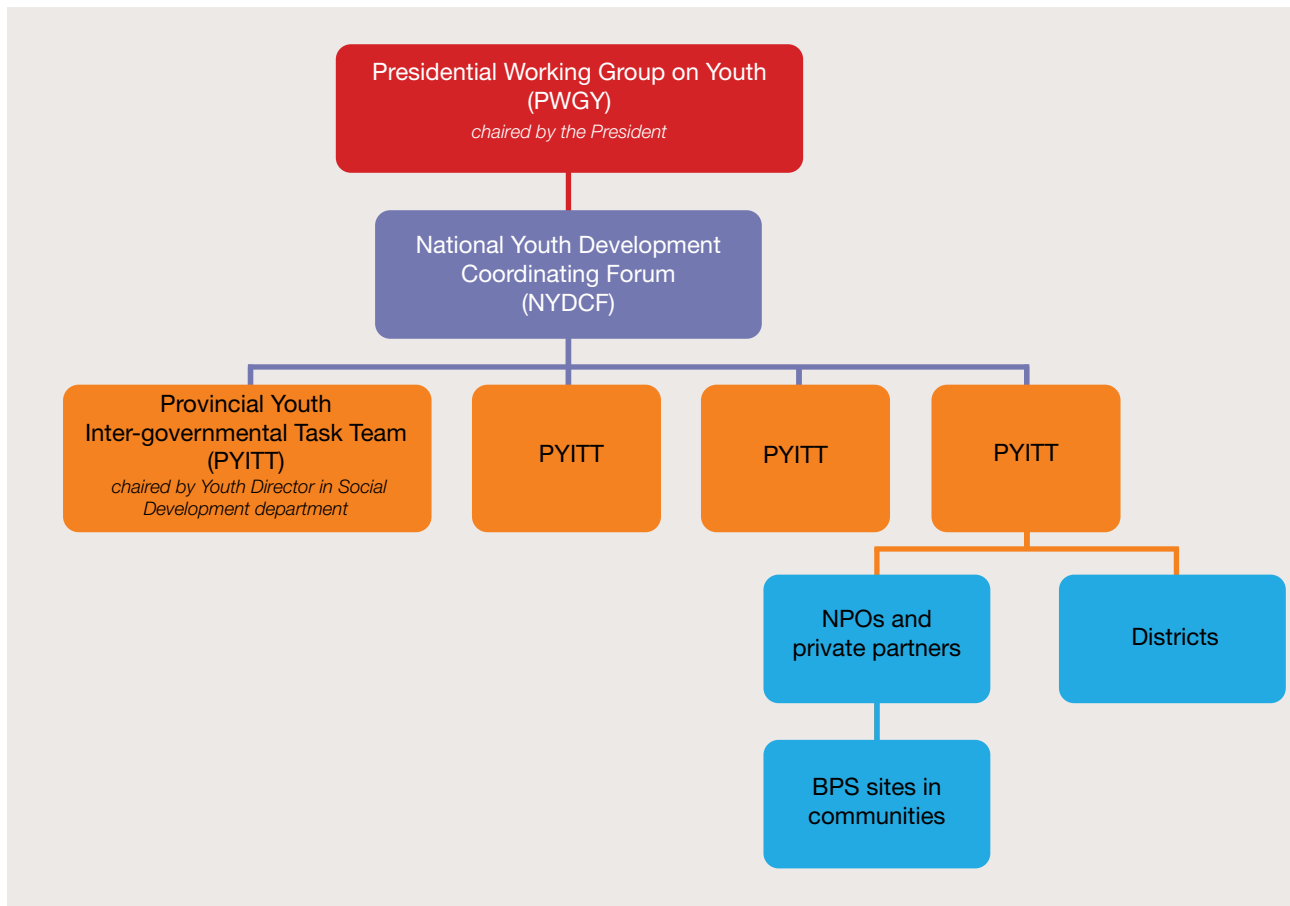 Presidential Working Group on Youth
(PWGY)
chaired by the President
National Youth Development
Coordinating Forum
(NYDCF)
Provincial Youth
Inter-governmental Task Team
(PYITT)
chaired by Youth Director in Social
Development department
PYITT
PYITT
PYITT
NPOs and
private partners
Districts
BPS sites in
communities